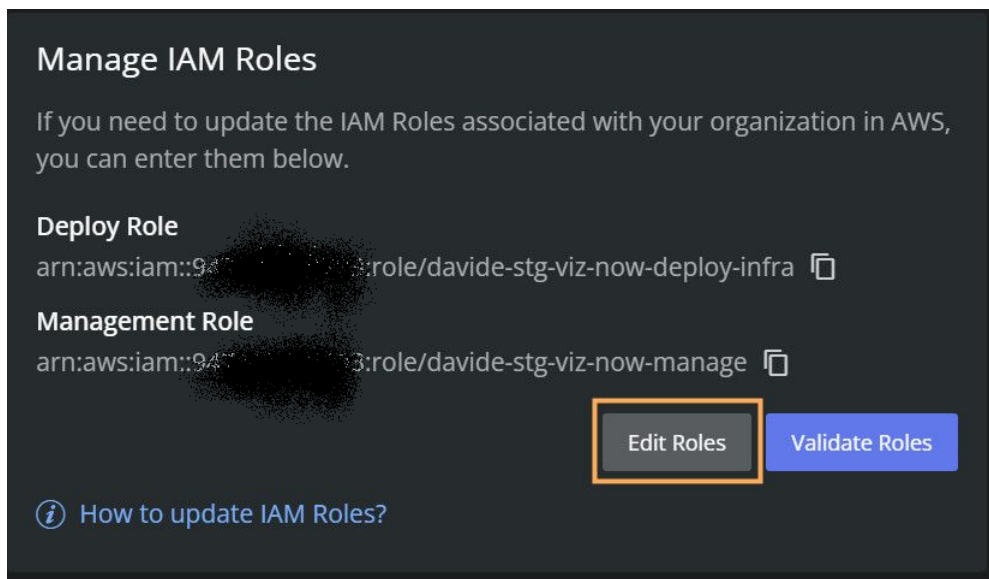 Manage IAM Roles
If you need to update the IAM Roles associated with your organization in AWS,
you can enter them below.
Deploy Role
arn:aws:iam::94 :role/davide-stg-viz-now-deploy-infra
Management Role
arn:aws:iam::94 3:role/davide-stg-viz-now-manage
Edit Roles
Validate Roles
How to update IAM Roles?